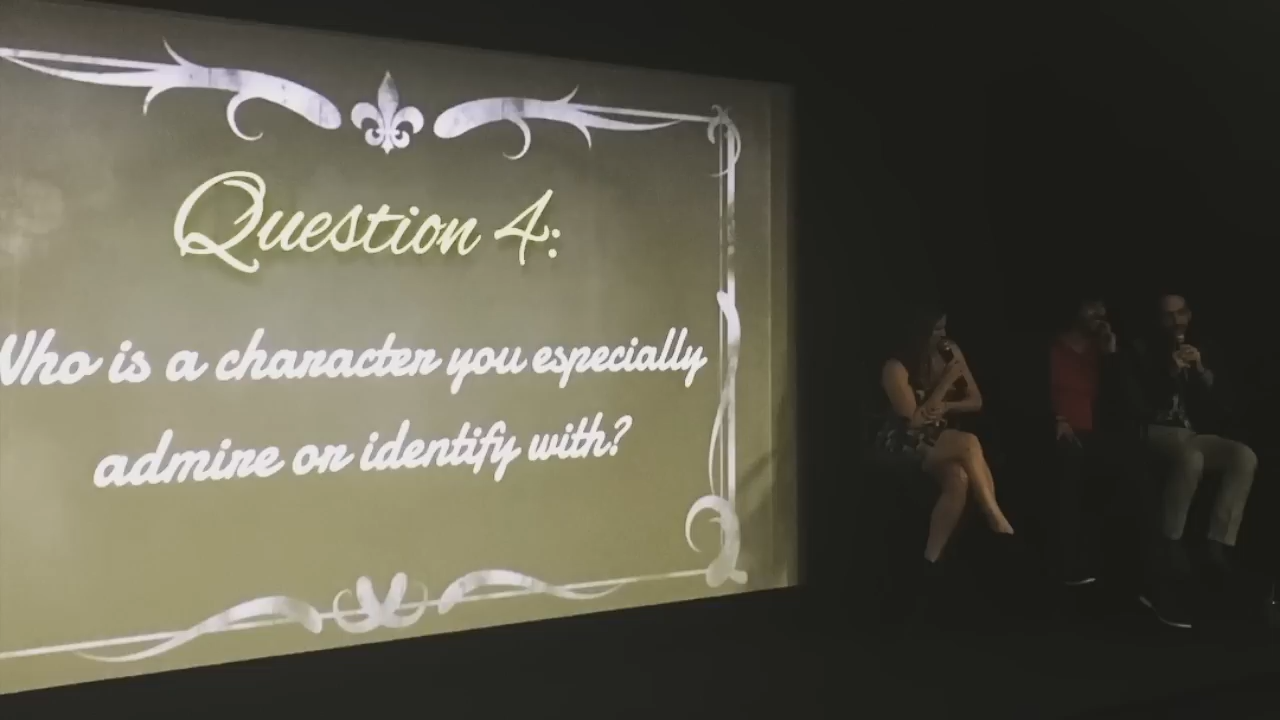 Question 4:
Who is a character you especially
admire or identify with?